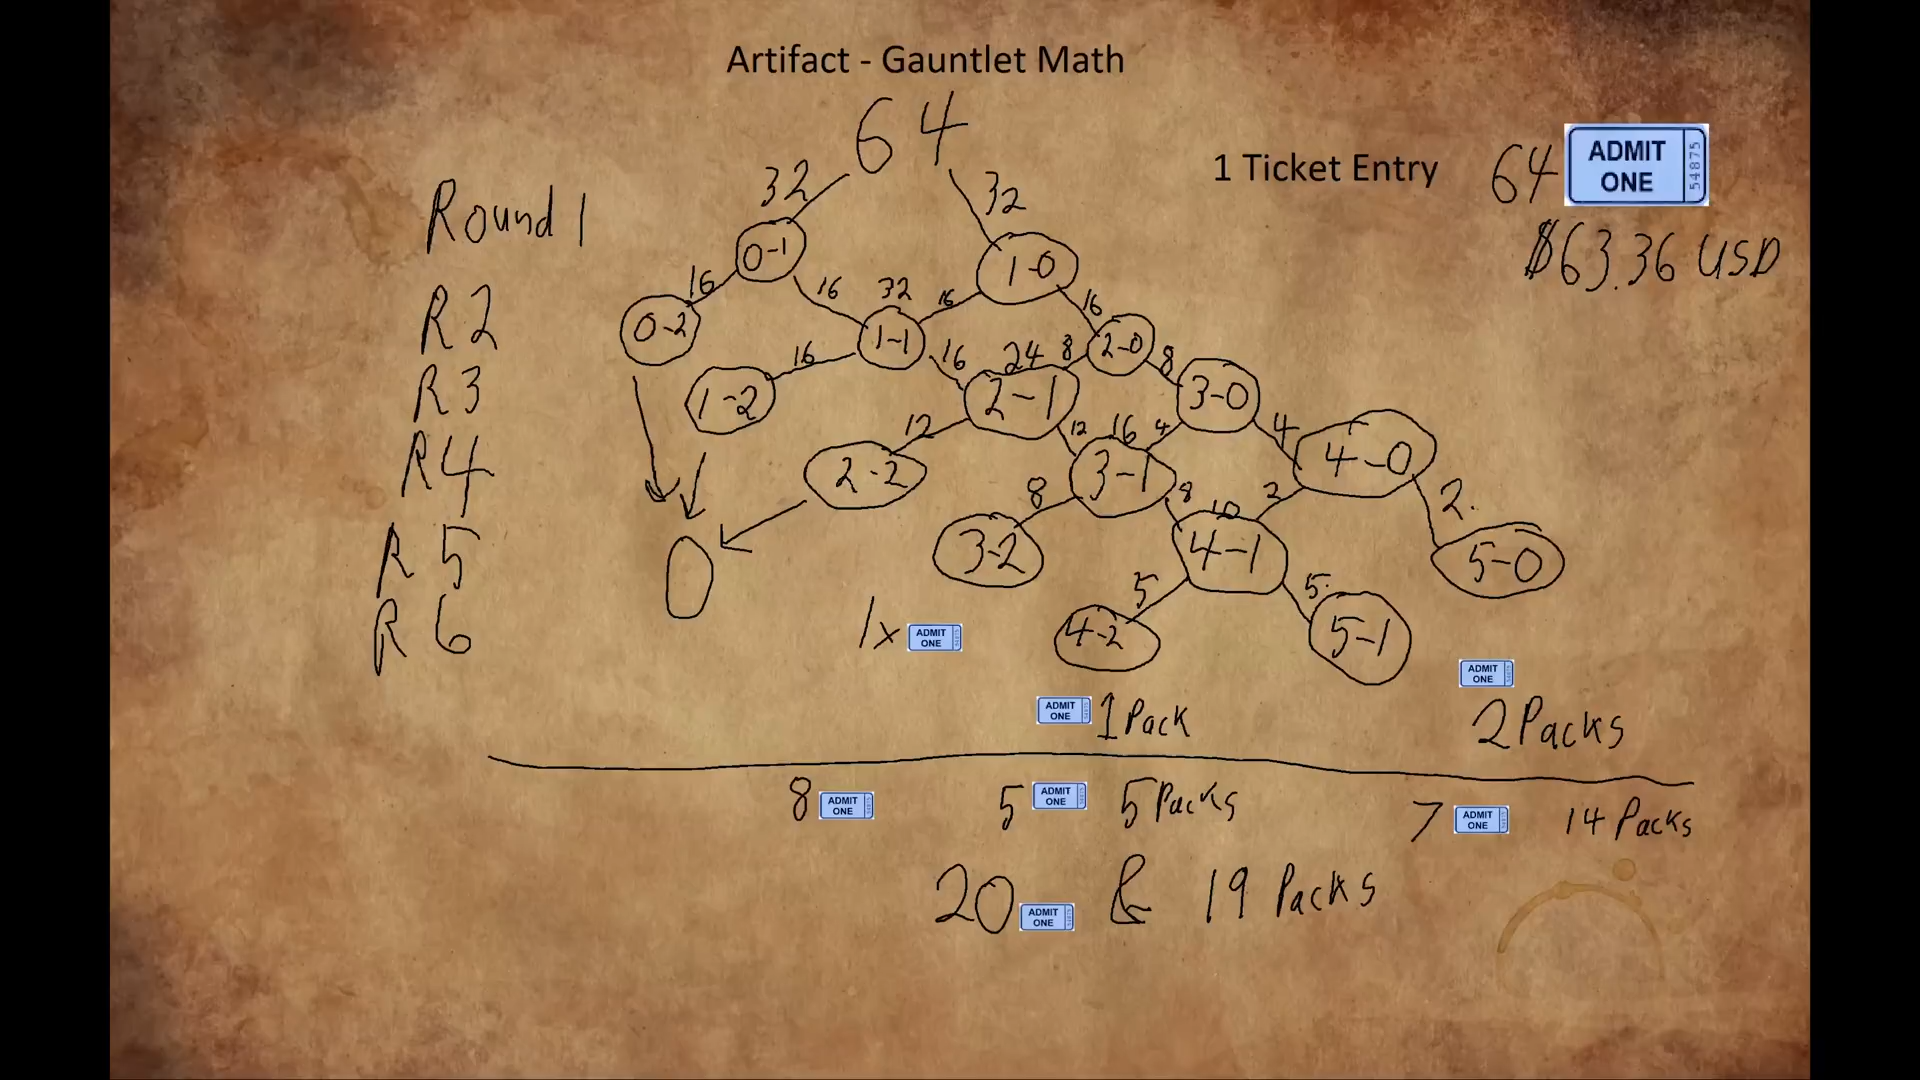 Artifact - Gauntlet Math
64
1 Ticket Entry 64 ADMIT ONE 54875
$63.36 USD
Round 1
32 32
0-1 1-0
R2
16 16 32 16 16
0-2 1-1 2-0
R3
16 16 24 8 8
1-2 2-1 3-0
R4
12 12 16 4 4
2-2 3-1 4-0
R5
8 8 10 2 2.
0 3-2 4-1 5-0
R6
5 5.
4-2 5-1
1x ADMIT ONE
ADMIT ONE 1 Pack
ADMIT ONE
2 Packs
8 ADMIT ONE 5 ADMIT ONE 5 Packs 7 ADMIT ONE 14 Packs
20 ADMIT ONE & 19 Packs